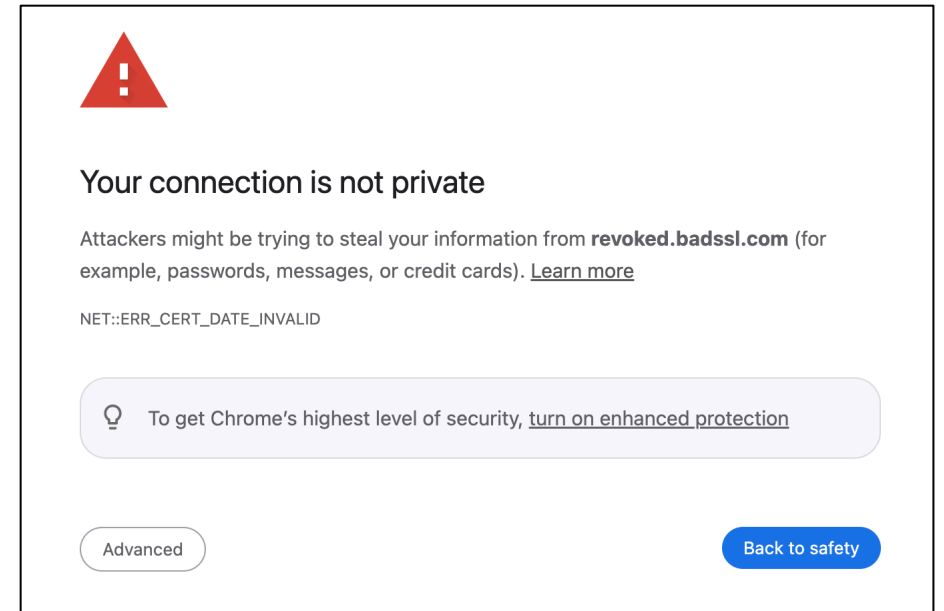 Your connection is not private
Attackers might be trying to steal your information from revoked.badssl.com (for
example, passwords, messages, or credit cards). Learn more
NET::ERR_CERT_DATE_INVALID
To get Chrome’s highest level of security, turn on enhanced protection
Advanced
Back to safety